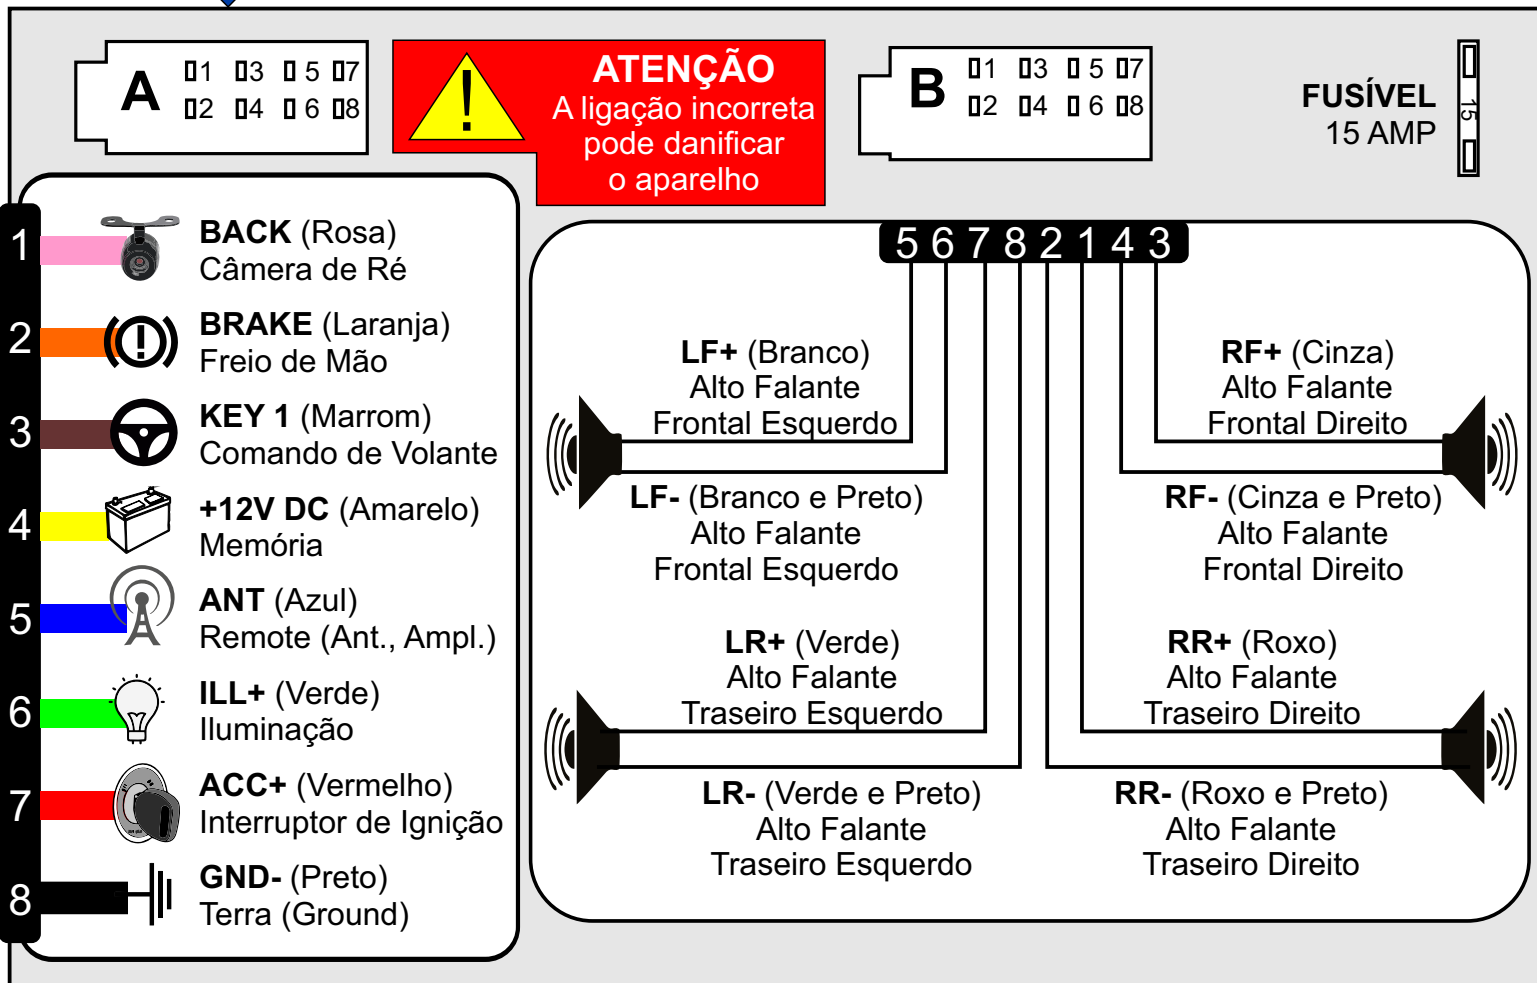 A
1 3 5 7
2 4 6 8
ATENÇÃO
A ligação incorreta
pode danificar
o aparelho
B
1 3 5 7
2 4 6 8
FUSÍVEL
15 AMP
15
1
BACK (Rosa)
Câmera de Ré
2
BRAKE (Laranja)
Freio de Mão
3
KEY 1 (Marrom)
Comando de Volante
4
+12V DC (Amarelo)
Memória
5
ANT (Azul)
Remote (Ant., Ampl.)
6
ILL+ (Verde)
Iluminação
7
ACC+ (Vermelho)
Interruptor de Ignição
8
GND- (Preto)
Terra (Ground)
5 6 7 8 2 1 4 3
LF+ (Branco)
Alto Falante
Frontal Esquerdo
LF- (Branco e Preto)
Alto Falante
Frontal Esquerdo
LR+ (Verde)
Alto Falante
Traseiro Esquerdo
LR- (Verde e Preto)
Alto Falante
Traseiro Esquerdo
RF+ (Cinza)
Alto Falante
Frontal Direito
RF- (Cinza e Preto)
Alto Falante
Frontal Direito
RR+ (Roxo)
Alto Falante
Traseiro Direito
RR- (Roxo e Preto)
Alto Falante
Traseiro Direito